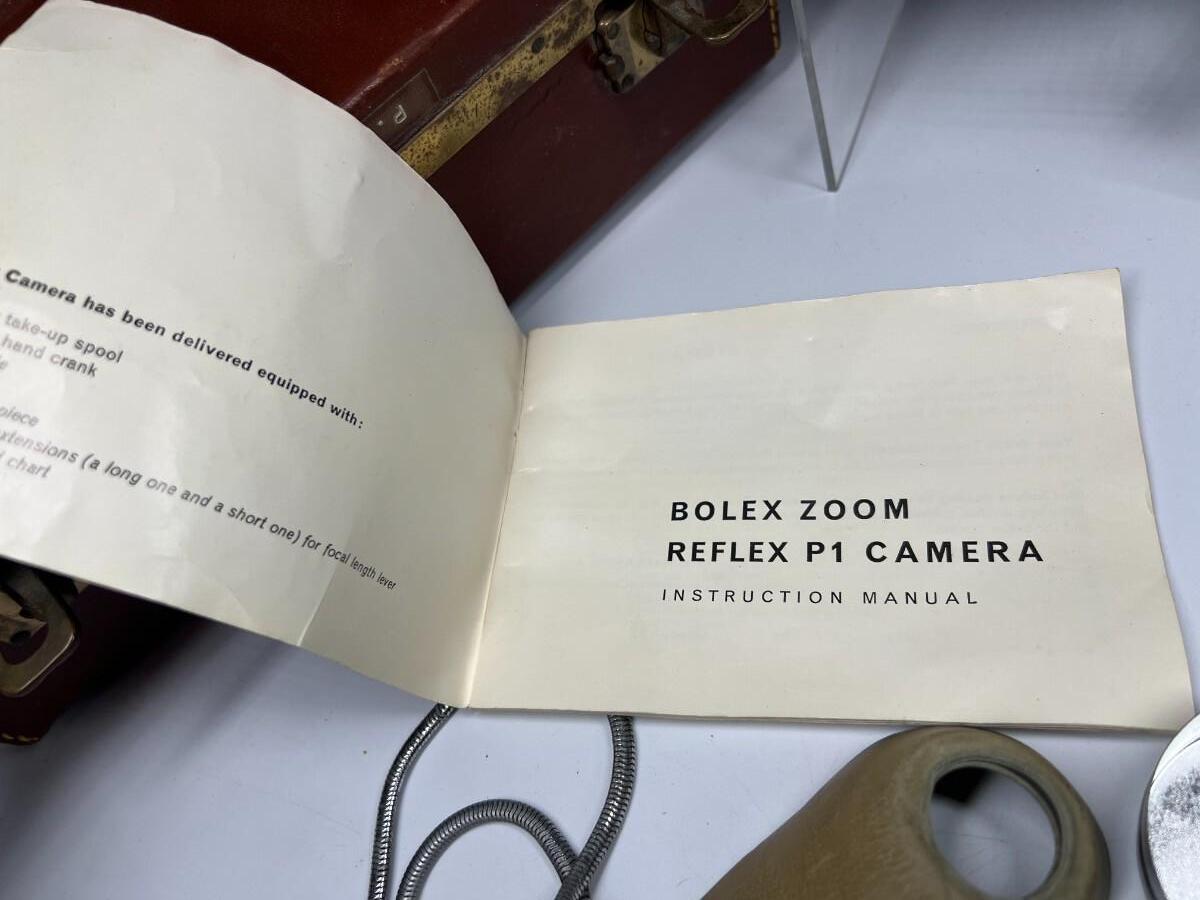 P.
Camera has been delivered equipped with:
take-up spool
hand crank
piece
extensions (a long one and a short one) for focal length lever
chart
BOLEX ZOOM
REFLEX P1 CAMERA
INSTRUCTION MANUAL